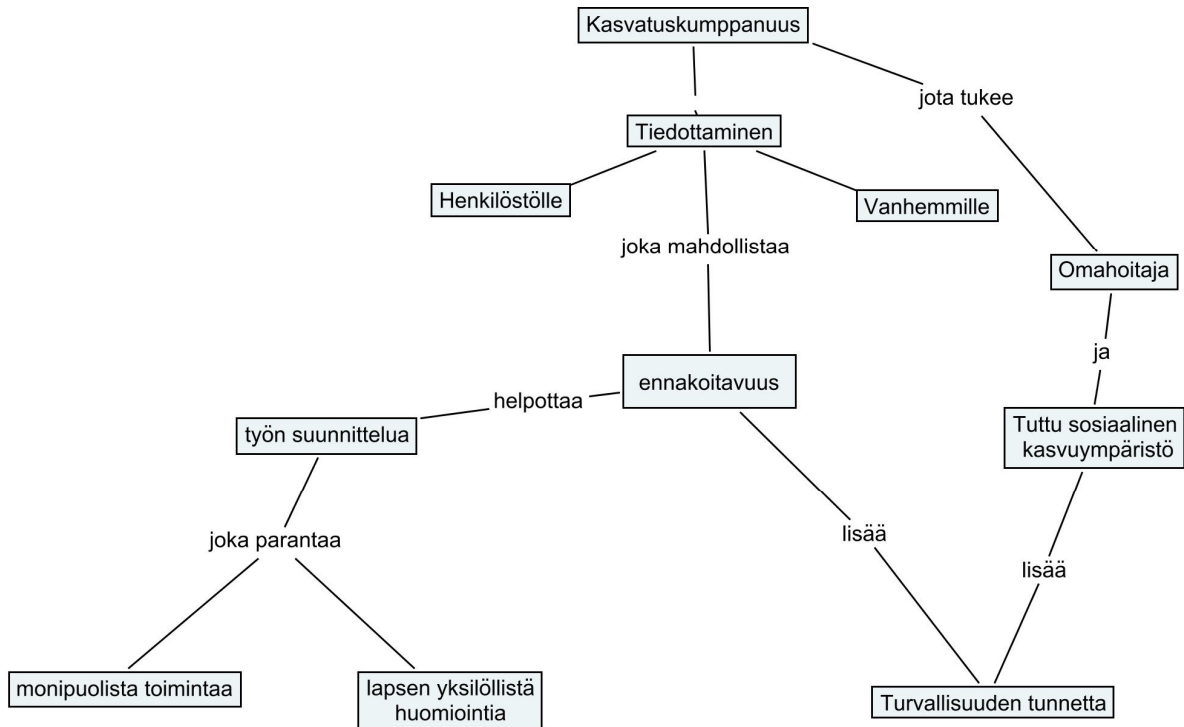 Kasvatuskumppanuus
jota tukee
Tiedottaminen
Henkilöstölle
Vanhemmille
joka mahdollistaa
Omahoitaja
ja
ennakoitavuus
helpottaa
työn suunnittelua
Tuttu sosiaalinen
kasvuympäristö
joka parantaa
lisää
lisää
monipuolista toimintaa
lapsen yksilöllistä
huomiointia
Turvallisuuden tunnetta